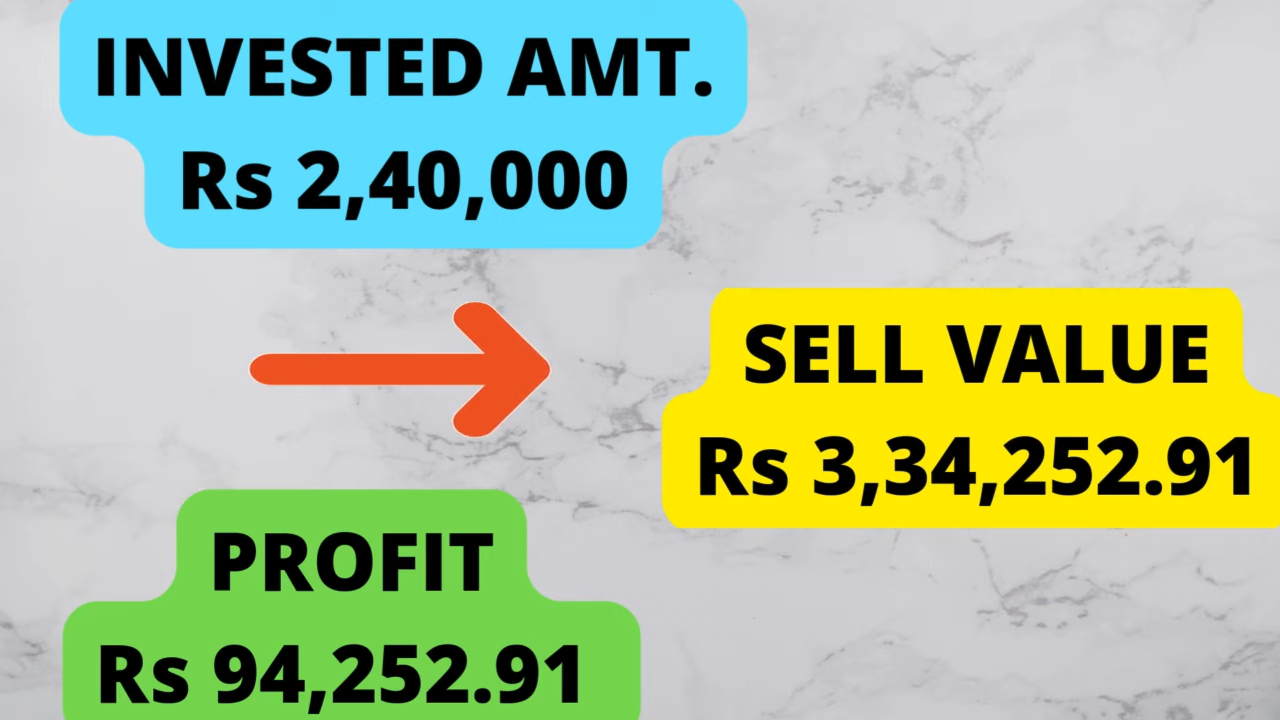 INVESTED AMT.
Rs 2,40,000
SELL VALUE
Rs 3,34,252.91
PROFIT
Rs 94,252.91